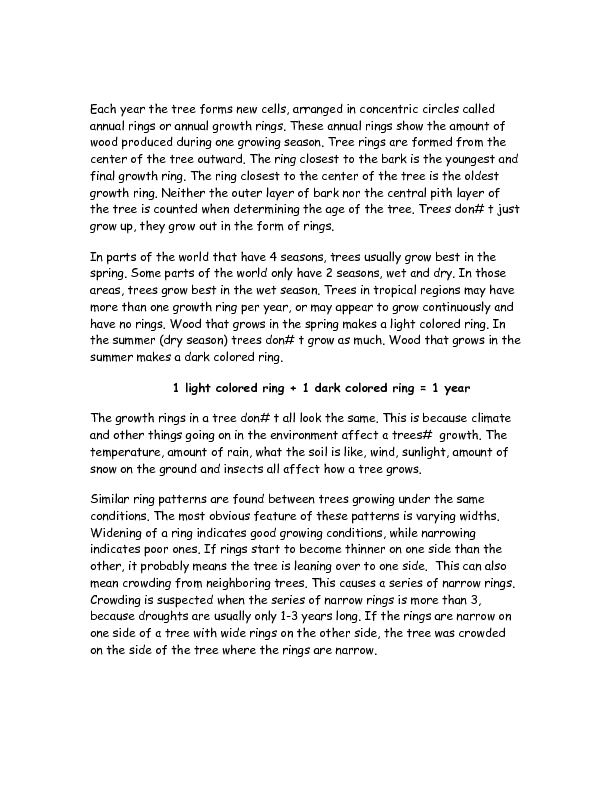 Each year the tree forms new cells, arranged in concentric circles called
annual rings or annual growth rings. These annual rings show the amount of
wood produced during one growing season. Tree rings are formed from the
center of the tree outward. The ring closest to the bark is the youngest and
final growth ring. The ring closest to the center of the tree is the oldest
growth ring. Neither the outer layer of bark nor the central pith layer of
the tree is counted when determining the age of the tree. Trees don# t just
grow up, they grow out in the form of rings.
In parts of the world that have 4 seasons, trees usually grow best in the
spring. Some parts of the world only have 2 seasons, wet and dry. In those
areas, trees grow best in the wet season. Trees in tropical regions may have
more than one growth ring per year, or may appear to grow continuously and
have no rings. Wood that grows in the spring makes a light colored ring. In
the summer (dry season) trees don# t grow as much. Wood that grows in the
summer makes a dark colored ring.
1 light colored ring + 1 dark colored ring = 1 year
The growth rings in a tree don# t all look the same. This is because climate
and other things going on in the environment affect a trees#  growth. The
temperature, amount of rain, what the soil is like, wind, sunlight, amount of
snow on the ground and insects all affect how a tree grows.
Similar ring patterns are found between trees growing under the same
conditions. The most obvious feature of these patterns is varying widths.
Widening of a ring indicates good growing conditions, while narrowing
indicates poor ones. If rings start to become thinner on one side than the
other, it probably means the tree is leaning over to one side.  This can also
mean crowding from neighboring trees. This causes a series of narrow rings.
Crowding is suspected when the series of narrow rings is more than 3,
because droughts are usually only 1-3 years long. If the rings are narrow on
one side of a tree with wide rings on the other side, the tree was crowded
on the side of the tree where the rings are narrow.